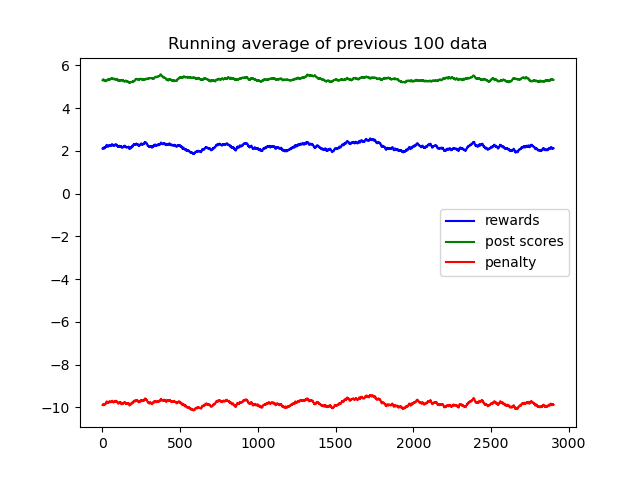 Running average of previous 100 data
6
4
2
0
−2
−4
−6
−8
−10
rewards
post scores
penalty
0 500 1000 1500 2000 2500 3000